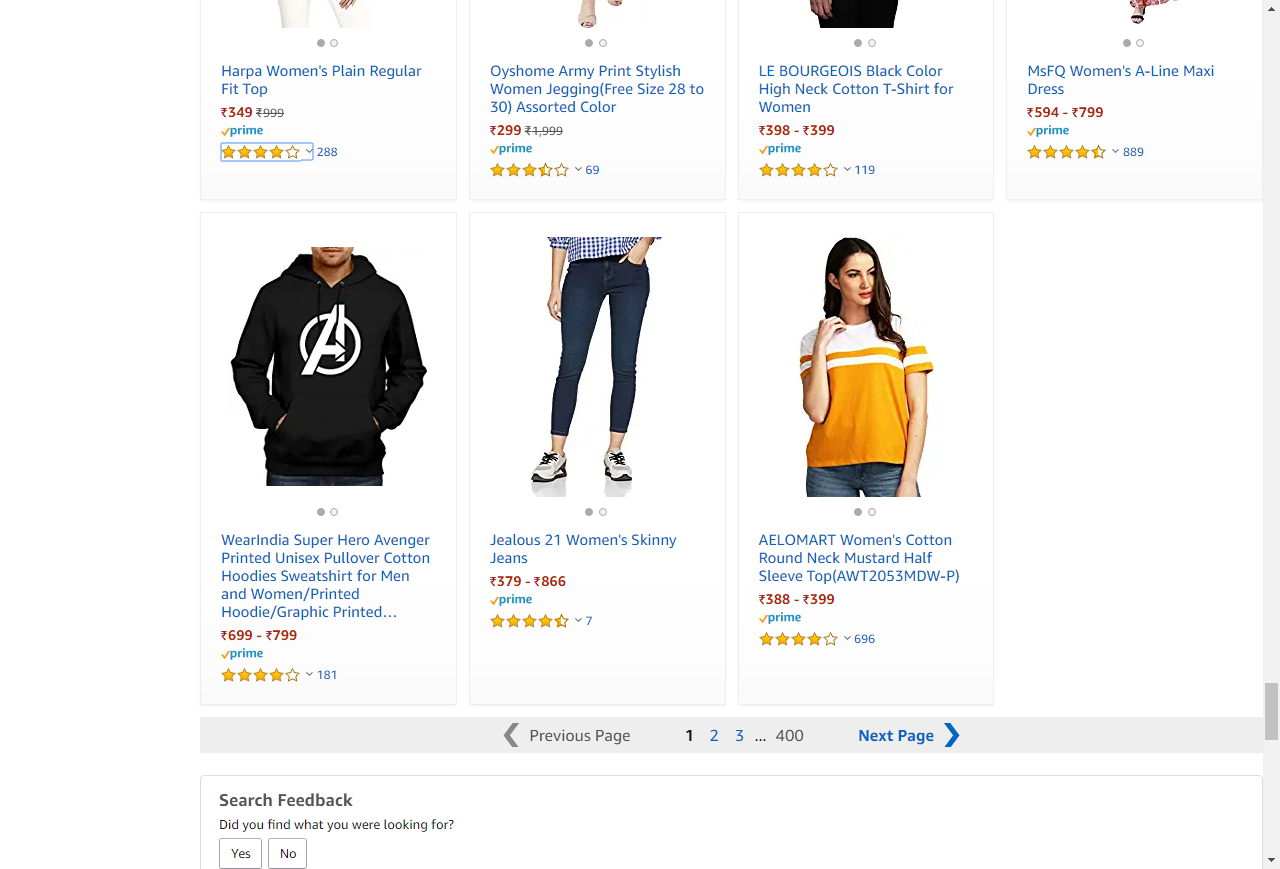 Harpa Women's Plain Regular
Fit Top
₹349 ₹999
prime
288
Oyshome Army Print Stylish
Women Jegging(Free Size 28 to
30) Assorted Color
₹299 ₹1,999
prime
69
LE BOURGEOIS Black Color
High Neck Cotton T-Shirt for
Women
₹398 - ₹399
prime
119
MsFQ Women's A-Line Maxi
Dress
₹594 - ₹799
prime
889
WearIndia Super Hero Avenger
Printed Unisex Pullover Cotton
Hoodies Sweatshirt for Men
and Women/Printed
Hoodie/Graphic Printed…
₹699 - ₹799
prime
181
Jealous 21 Women's Skinny
Jeans
₹379 - ₹866
prime
7
AELOMART Women's Cotton
Round Neck Mustard Half
Sleeve Top(AWT2053MDW-P)
₹388 - ₹399
prime
696
Previous Page 1 2 3 ... 400 Next Page
Search Feedback
Did you find what you were looking for?
Yes No